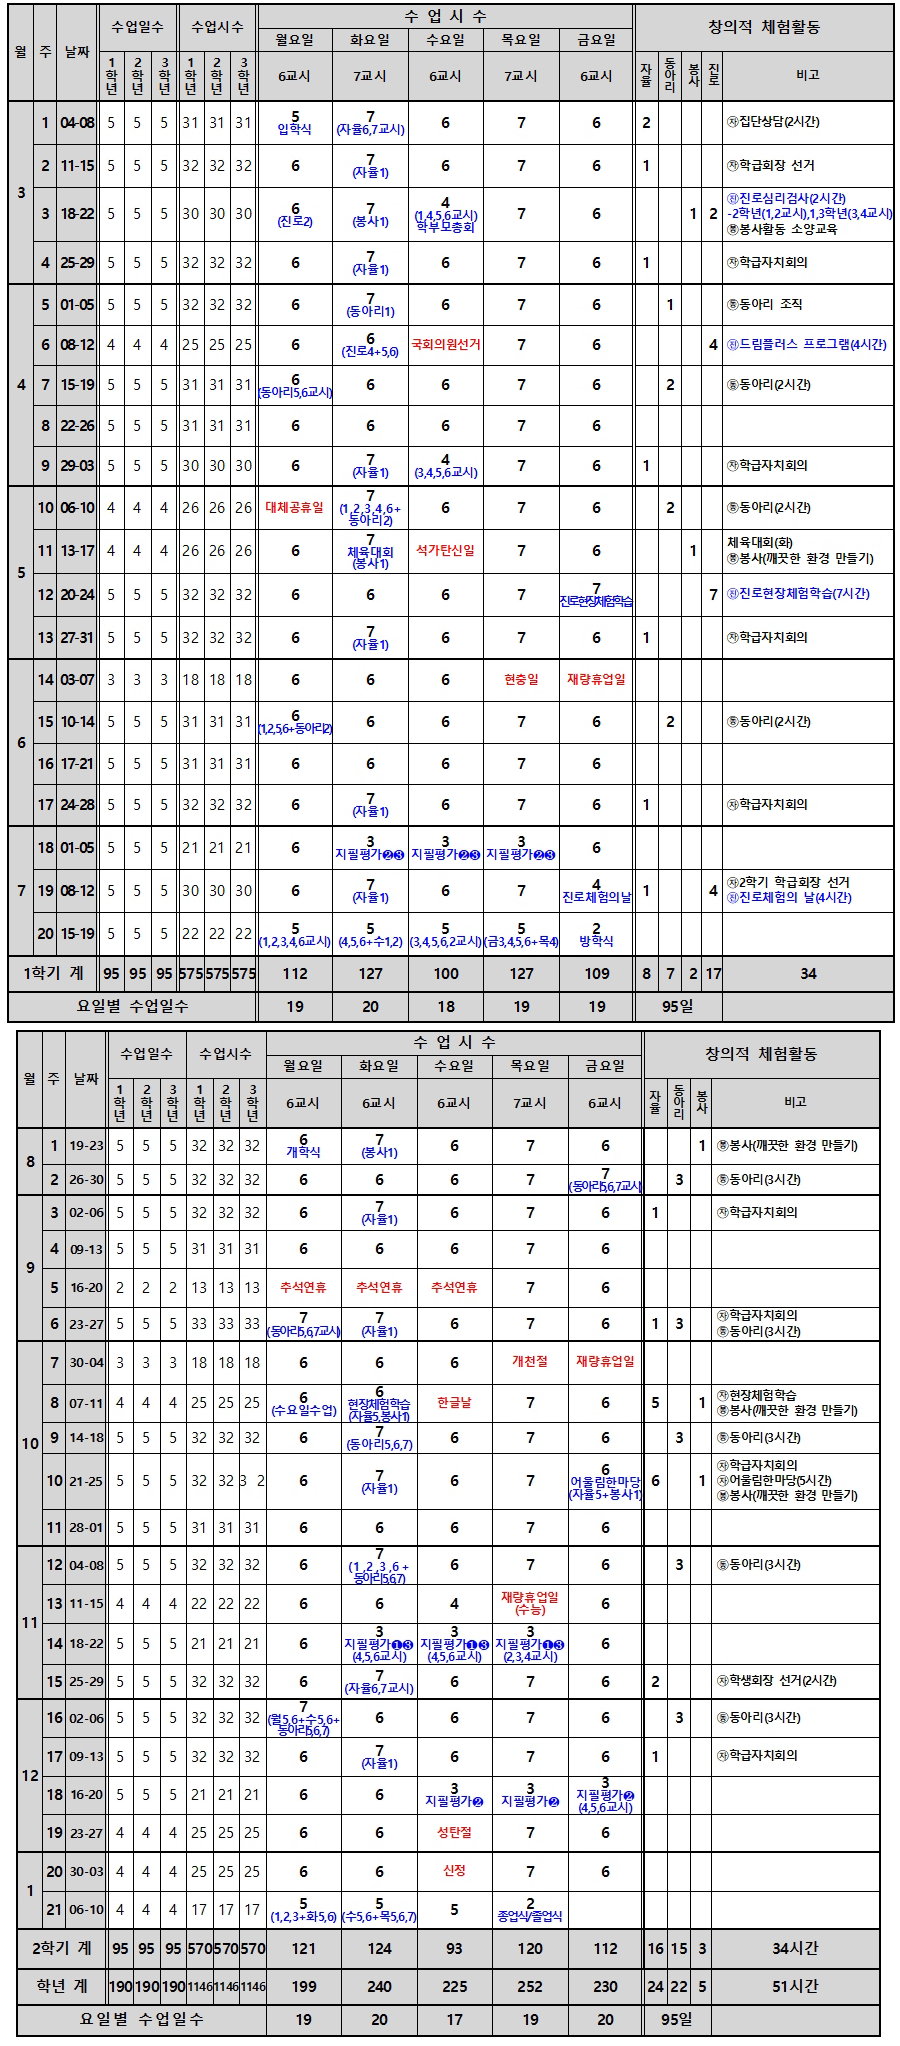 월 주 날짜 수업일수 수업시수 수 업 시 수 창의적 체험활동
월요일 화요일 수요일 목요일 금요일
1학년 2학년 3학년 1학년 2학년 3학년 6교시 7교시 6교시 7교시 6교시 자율 동아리 봉사 진로 비고
3 1 04-08 5 5 5 31 31 31 5 입학식 7 (자율6,7교시) 6 7 6 2 ㉶집단상담(2시간)
2 11-15 5 5 5 32 32 32 6 7 (자율1) 6 7 6 1 ㉶학급회장 선거
3 18-22 5 5 5 30 30 30 6 (진로2) 7 (봉사1) 4 (1,4,5,6교시) 학부모총회 7 6 1 2 진로심리검사(2시간)
-2학년(1,2교시),1,3학년(3,4교시)
봉사활동 소양교육
4 25-29 5 5 5 32 32 32 6 7 (자율1) 6 7 6 1 ㉶학급자치회의
4 5 01-05 5 5 5 32 32 32 6 7 (동아리1) 6 7 6 1 동아리 조직
6 08-12 4 4 4 25 25 25 6 6 (진로4+5,6) 국회의원선거 7 6 4 드림플러스 프로그램(4시간)
7 15-19 5 5 5 31 31 31 6 (동아리5,6교시) 6 6 7 6 2 동아리(2시간)
8 22-26 5 5 5 31 31 31 6 6 6 7 6
9 29-03 5 5 5 30 30 30 6 7 (자율1) 4 (3,4,5,6교시) 7 6 1 ㉶학급자치회의
5 10 06-10 4 4 4 26 26 26 대체공휴일 7 (1,2,3,4,6+ 동아리2) 6 7 6 2 동아리(2시간)
11 13-17 4 4 4 26 26 26 6 7 체육대회 (봉사1) 석가탄신일 7 6 1 체육대회(화)
봉사(깨끗한 환경 만들기)
12 20-24 5 5 5 32 32 32 6 6 6 7 7 진로현장체험학습 7 진로현장체험학습(7시간)
13 27-31 5 5 5 32 32 32 6 7 (자율1) 6 7 6 1 ㉶학급자치회의
6 14 03-07 3 3 3 18 18 18 6 6 6 현충일 재량휴업일
15 10-14 5 5 5 31 31 31 6 (1,2,5,6+동아리2) 6 6 7 6 2 동아리(2시간)
16 17-21 5 5 5 31 31 31 6 6 6 7 6
17 24-28 5 5 5 32 32 32 6 7 (자율1) 6 7 6 1 ㉶학급자치회의
7 18 01-05 5 5 5 21 21 21 6 3 지필평가❷❸ 3 지필평가❷❸ 3 지필평가❷❸ 6
19 08-12 5 5 5 30 30 30 6 7 (자율1) 6 7 4 진로체험의날 1 4 ㉶2학기 학급회장 선거
진로체험의 날(4시간)
20 15-19 5 5 5 22 22 22 5 (1,2,3,4,6교시) 5 (4,5,6+수1,2) 5 (3,4,5,6,2교시) 5 (금3,4,5,6+목4) 2 방학식
1학기 계 95 95 95 575 575 575 112 127 100 127 109 8 7 2 17 34
요일별 수업일수 19 20 18 19 19 95일
월 주 날짜 수업일수 수업시수 수 업 시 수 창의적 체험활동
월요일 화요일 수요일 목요일 금요일
1학년 2학년 3학년 1학년 2학년 3학년 6교시 6교시 6교시 7교시 6교시 자율 동아리 봉사 비고
8 1 19-23 5 5 5 32 32 32 6 개학식 7 (봉사1) 6 7 6 1 봉사(깨끗한 환경 만들기)
2 26-30 5 5 5 32 32 32 6 6 6 7 7 (동아리5,6,7교시) 3 동아리(3시간)
9 3 02-06 5 5 5 32 32 32 6 7 (자율1) 6 7 6 1 ㉶학급자치회의
4 09-13 5 5 5 31 31 31 6 6 6 7 6
5 16-20 2 2 2 13 13 13 추석연휴 추석연휴 추석연휴 7 6
6 23-27 5 5 5 33 33 33 7 (동아리5,6,7교시) 7 (자율1) 6 7 6 1 3 ㉶학급자치회의
동아리(3시간)
10 7 30-04 3 3 3 18 18 18 6 6 6 개천절 재량휴업일
8 07-11 4 4 4 25 25 25 6 (수요일수업) 6 현장체험학습 (자율5,봉사1) 한글날 7 6 5 1 ㉶현장체험학습
봉사(깨끗한 환경 만들기)
9 14-18 5 5 5 32 32 32 6 7 (동아리5,6,7) 6 7 6 3 동아리(3시간)
10 21-25 5 5 5 32 32 3 2 6 7 (자율1) 6 7 6 어울림한마당 (자율5+봉사1) 6 1 ㉶학급자치회의
㉶어울림한마당(5시간)
봉사(깨끗한 환경 만들기)
11 28-01 5 5 5 31 31 31 6 6 6 7 6
11 12 04-08 5 5 5 32 32 32 6 7 (1,2,3,6+ 동아리5,6,7) 6 7 6 3 동아리(3시간)
13 11-15 4 4 4 22 22 22 6 6 4 재량휴업일 (수능) 6
14 18-22 5 5 5 21 21 21 6 3 지필평가❶❸ (4,5,6교시) 3 지필평가❶❸ (4,5,6교시) 3 지필평가❶❸ (2,3,4교시) 6
15 25-29 5 5 5 32 32 32 6 7 (자율6,7교시) 6 7 6 2 ㉶학생회장 선거(2시간)
12 16 02-06 5 5 5 32 32 32 7 (월5,6+수5,6+ 동아리5,6,7) 6 6 7 6 3 동아리(3시간)
17 09-13 5 5 5 32 32 32 6 7 (자율1) 6 7 6 1 ㉶학급자치회의
18 16-20 5 5 5 21 21 21 6 6 3 지필평가❷ 3 지필평가❷ 3 지필평가❷ (4,5,6교시)
19 23-27 4 4 4 25 25 25 6 6 성탄절 7 6
1 20 30-03 4 4 4 25 25 25 6 6 신정 7 6
21 06-10 4 4 4 17 17 17 5 (1,2,3+화5,6) 5 (수5,6+목5,6,7) 5 2 종업식/졸업식
2학기 계 95 95 95 570 570 570 121 124 93 120 112 16 15 3 34시간
학년 계 190 190 190 1146 1146 1146 199 240 225 252 230 24 22 5 51시간
요일별 수업일수 19 20 17 19 20 95일